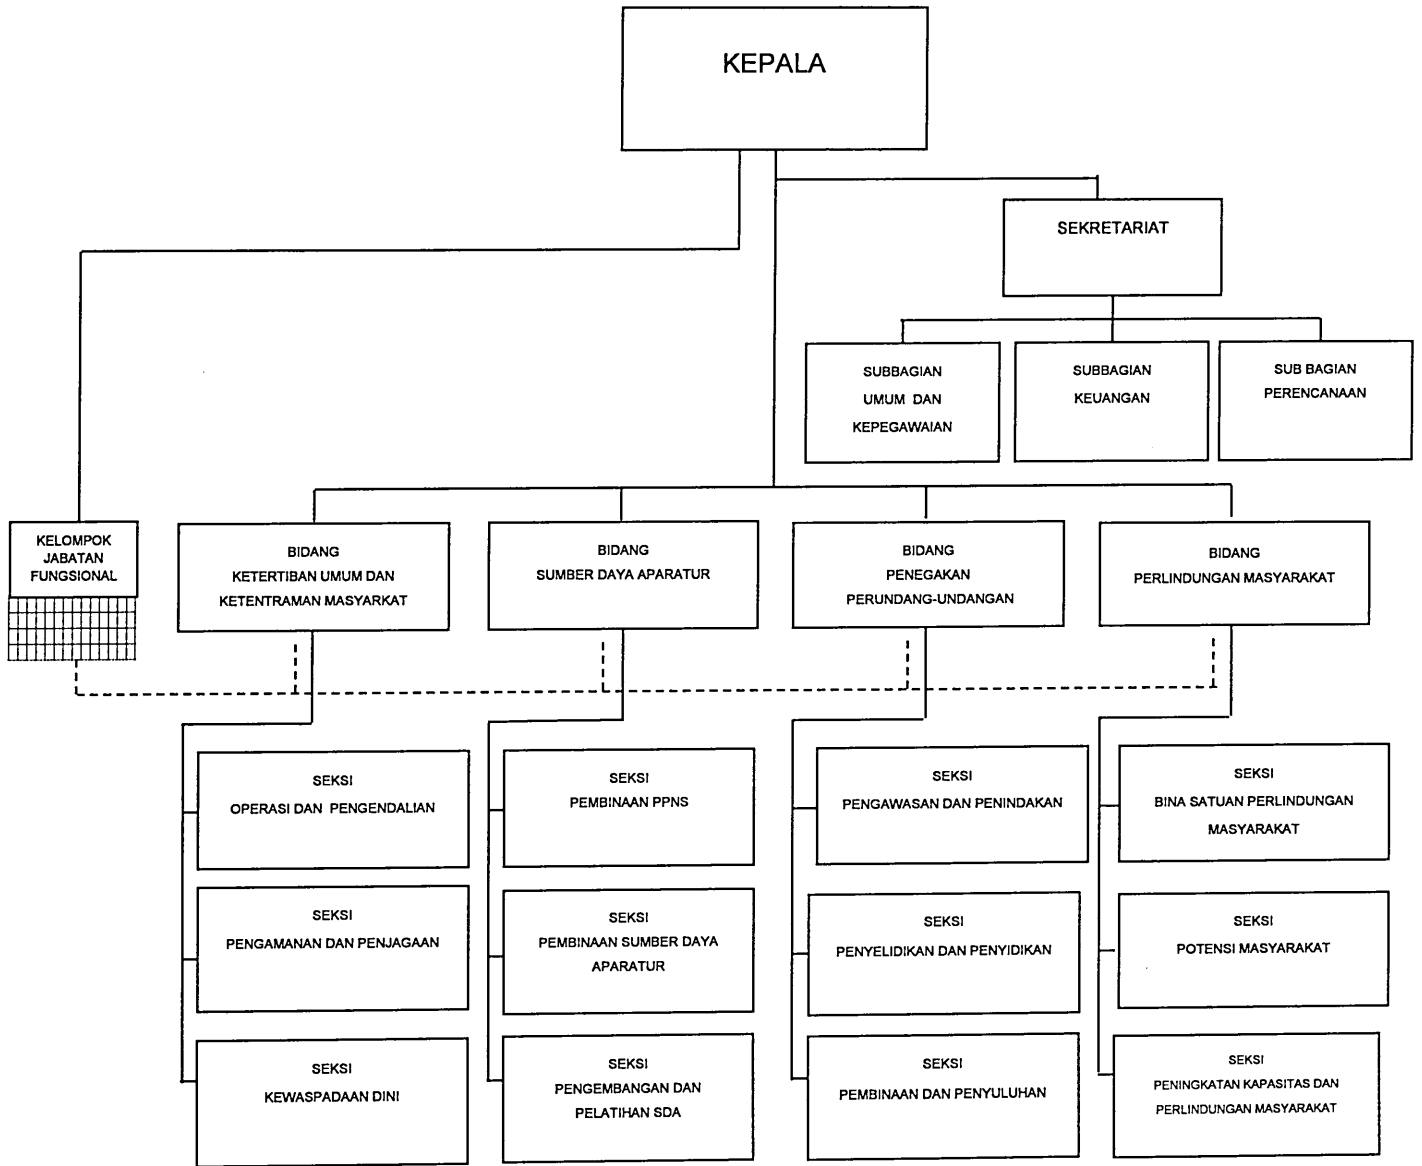 KEPALA
SEKRETARIAT
SUBBAGIAN
UMUM DAN
KEPEGAWAIAN
SUBBAGIAN
KEUANGAN
SUB BAGIAN
PERENCANAAN
KELOMPOK
JABATAN
FUNGSIONAL
BIDANG
KETERTIBAN UMUM DAN
KETENTRAMAN MASYARKAT
BIDANG
SUMBER DAYA APARATUR
BIDANG
PENEGAKAN
PERUNDANG-UNDANGAN
BIDANG
PERLINDUNGAN MASYARAKAT
SEKSI
OPERASI DAN PENGENDALIAN
SEKSI
PEMBINAAN PPNS
SEKSI
PENGAWASAN DAN PENINDAKAN
SEKSI
BINA SATUAN PERLINDUNGAN
MASYARAKAT
SEKSI
PENGAMANAN DAN PENJAGAAN
SEKSI
PEMBINAAN SUMBER DAYA
APARATUR
SEKSI
PENYELIDIKAN DAN PENYIDIKAN
SEKSI
POTENSI MASYARAKAT
SEKSI
KEWASPADAAN DINI
SEKSI
PENGEMBANGAN DAN
PELATIHAN SDA
SEKSI
PEMBINAAN DAN PENYULUHAN
SEKSI
PENINGKATAN KAPASITAS DAN
PERLINDUNGAN MASYARAKAT